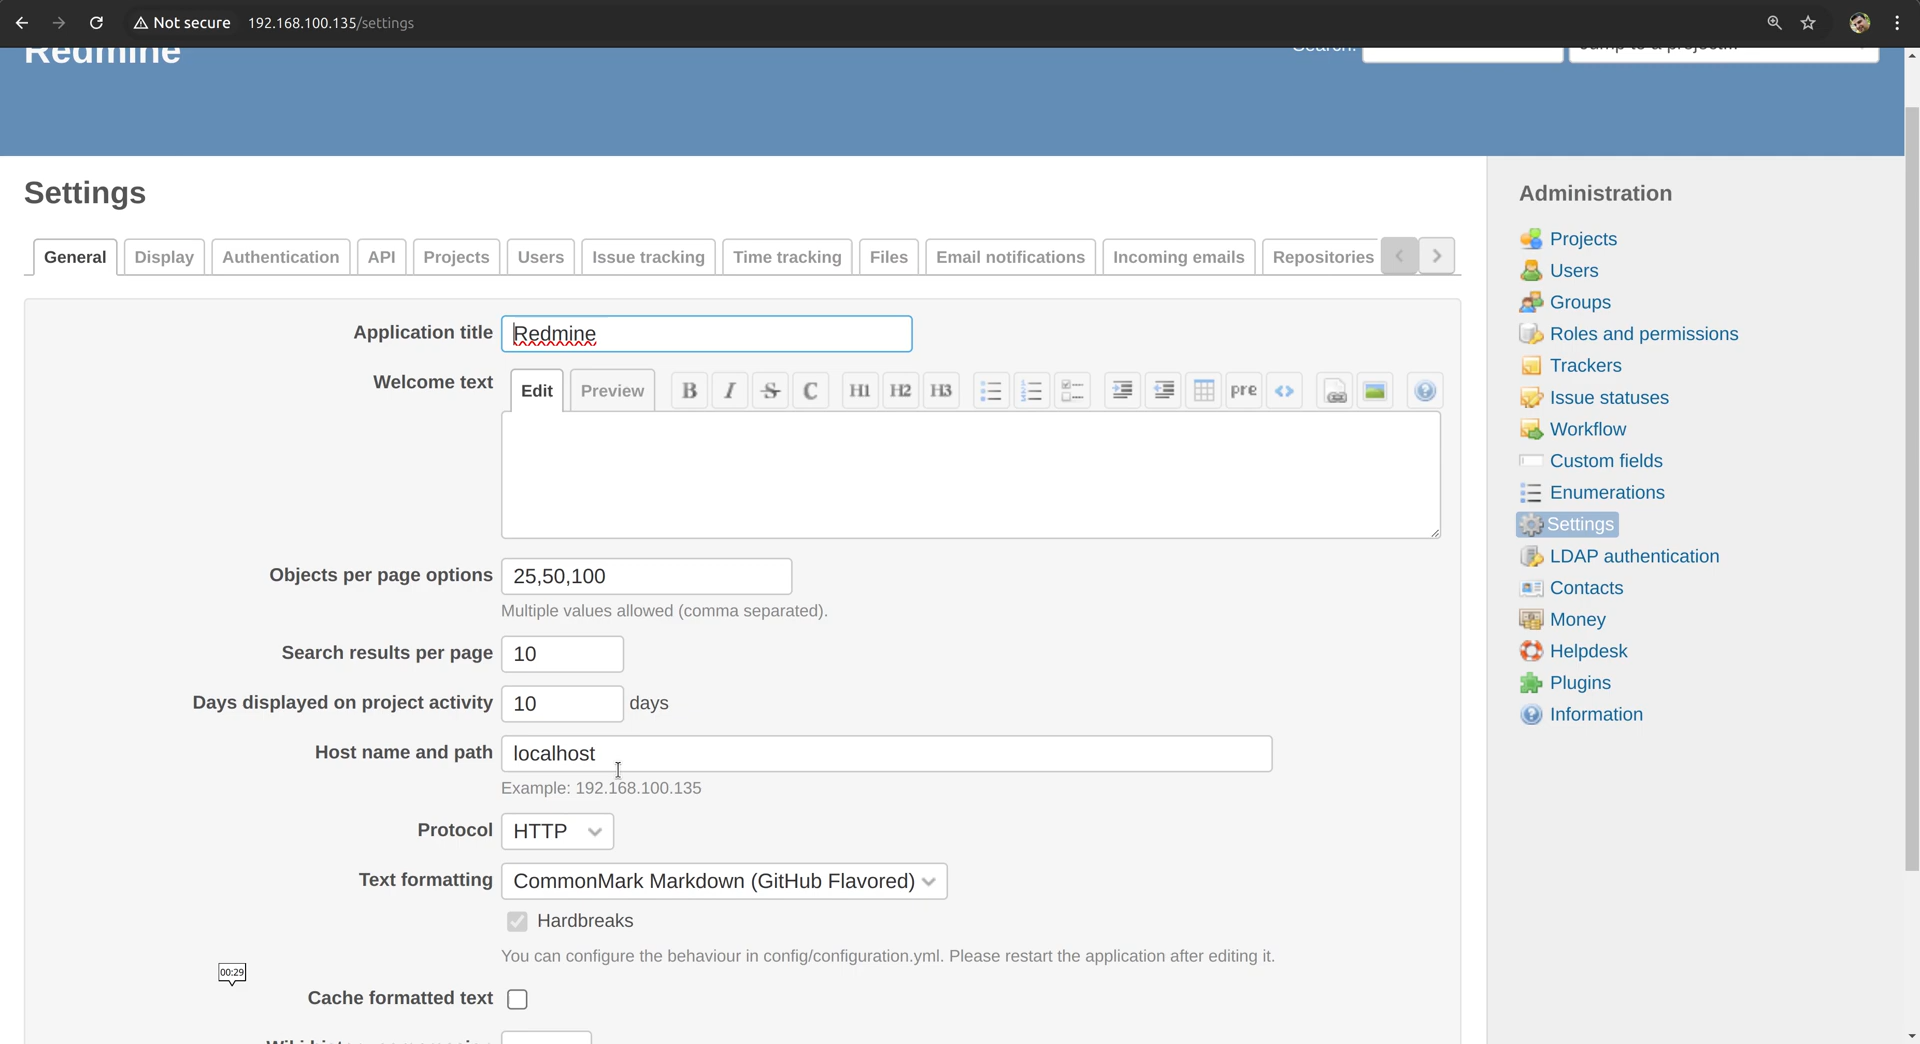 Not secure 192.168.100.135/settings
Redmine
Search:
Jump to a project...
Settings
General Display Authentication API Projects Users Issue tracking Time tracking Files Email notifications Incoming emails Repositories
Application title Redmine
Welcome text Edit Preview B I S C H1 H2 H3 pre
Objects per page options 25,50,100
Multiple values allowed (comma separated).
Search results per page 10
Days displayed on project activity 10 days
Host name and path localhost
Example: 192.168.100.135
Protocol HTTP
Text formatting CommonMark Markdown (GitHub Flavored)
Hardbreaks
You can configure the behaviour in config/configuration.yml. Please restart the application after editing it.
00:29
Cache formatted text
Administration
Projects
Users
Groups
Roles and permissions
Trackers
Issue statuses
Workflow
Custom fields
Enumerations
Settings
LDAP authentication
Contacts
Money
Helpdesk
Plugins
Information